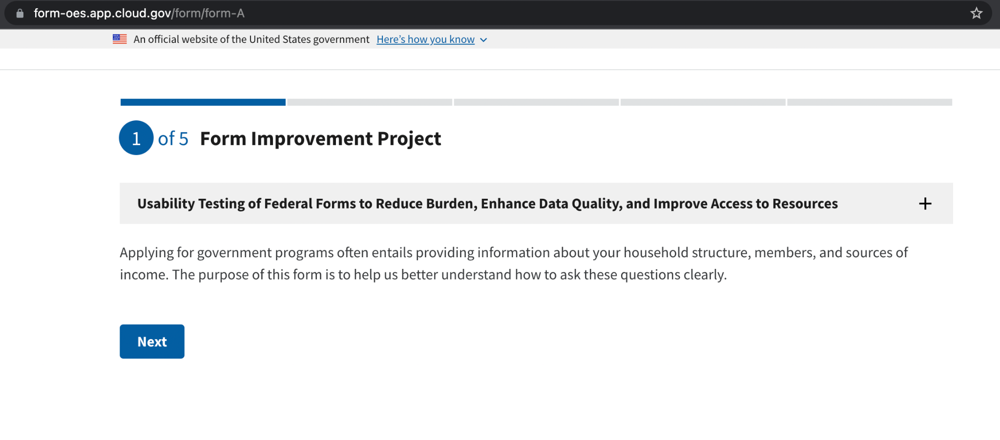 form-oes.app.cloud.gov/form/form-A
An official website of the United States government Here’s how you know
1 of 5 Form Improvement Project
Usability Testing of Federal Forms to Reduce Burden, Enhance Data Quality, and Improve Access to Resources +
Applying for government programs often entails providing information about your household structure, members, and sources of
income. The purpose of this form is to help us better understand how to ask these questions clearly.
Next